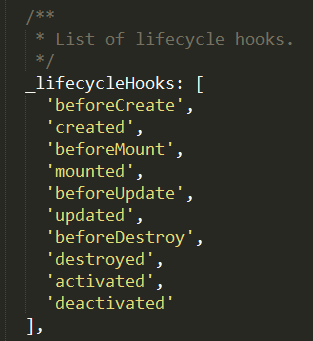 /**
 * List of lifecycle hooks.
 */
_lifecycleHooks: [
  'beforeCreate',
  'created',
  'beforeMount',
  'mounted',
  'beforeUpdate',
  'updated',
  'beforeDestroy',
  'destroyed',
  'activated',
  'deactivated'
],